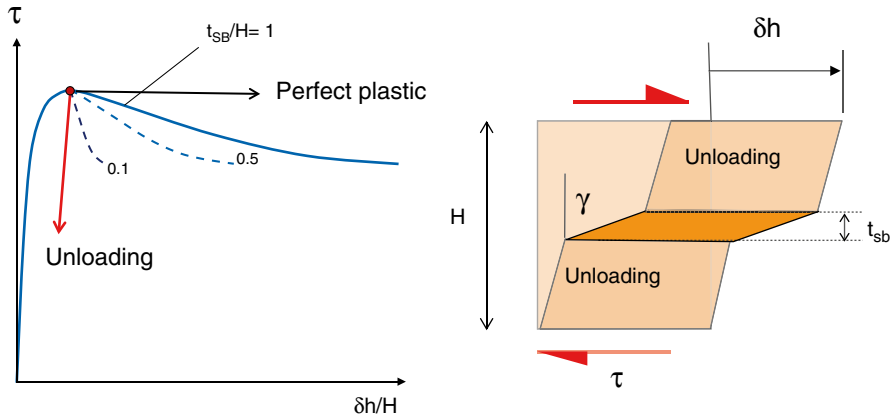 τ
t_SB/H= 1
Perfect plastic
0.1
0.5
Unloading
δh/H
δh
Unloading
γ
H
t_sb
Unloading
τ